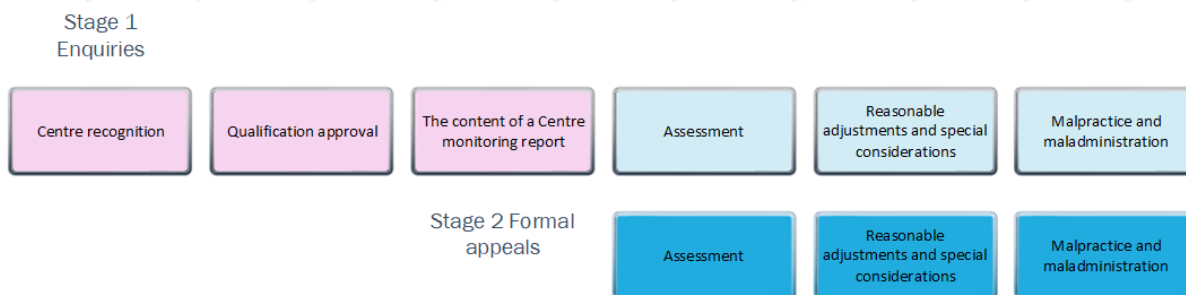 Stage 1
Enquiries
Centre recognition
Qualification approval
The content of a Centre
monitoring report
Assessment
Reasonable
adjustments and special
considerations
Malpractice and
maladministration
Stage 2 Formal
appeals
Assessment
Reasonable
adjustments and special
considerations
Malpractice and
maladministration